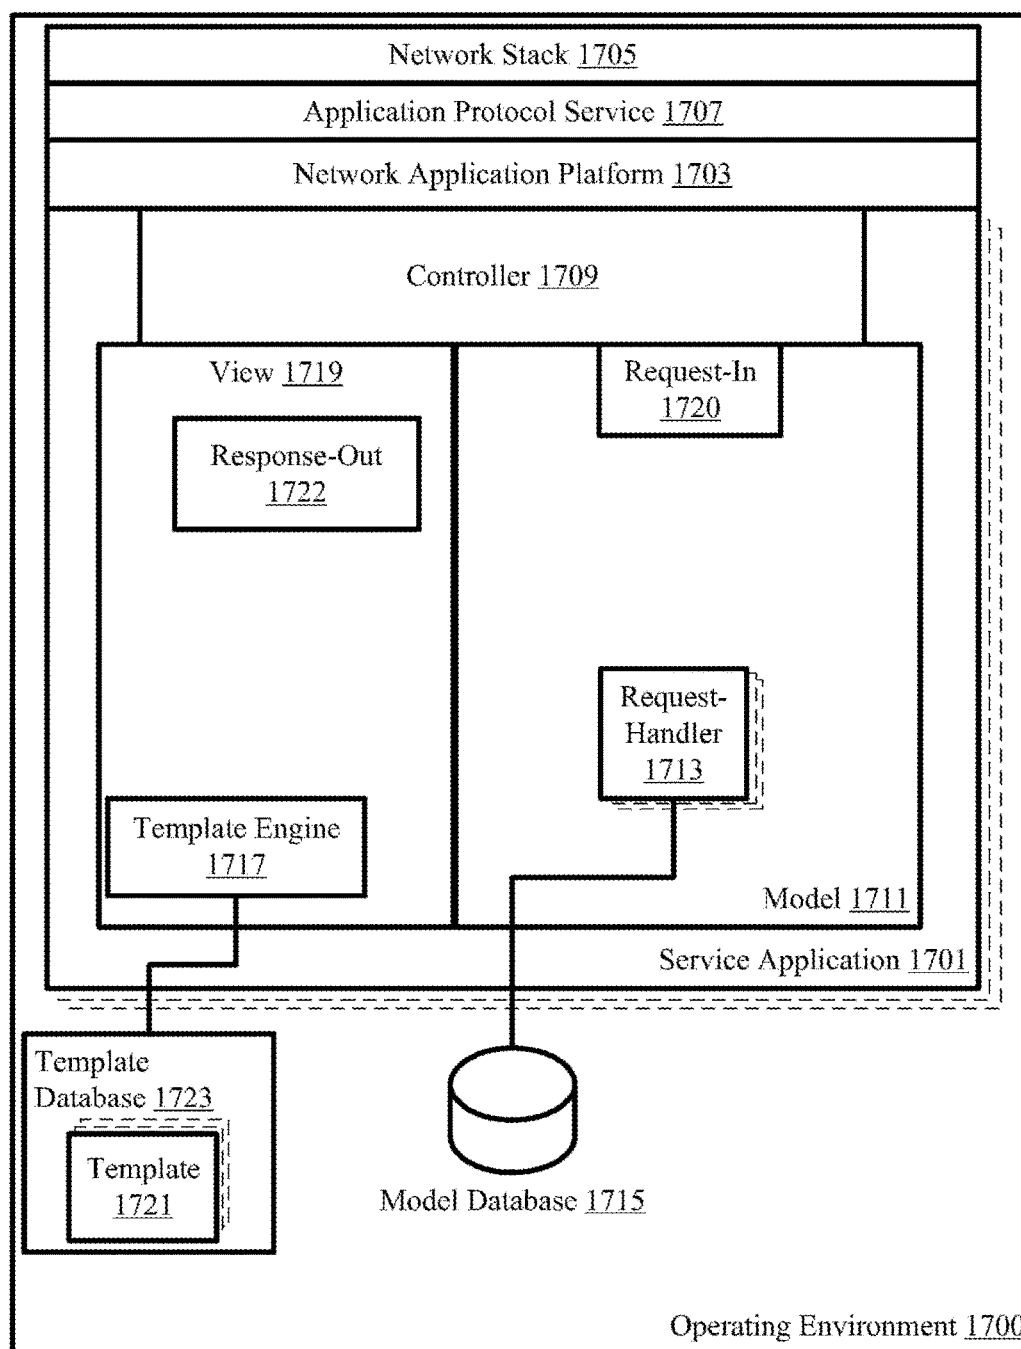 Network Stack 1705
Application Protocol Service 1707
Network Application Platform 1703
Controller 1709
View 1719
Response-Out
1722
Request-In
1720
Request-
Handler
1713
Template Engine
1717
Model 1711
Service Application 1701
Template
Database 1723
Template
1721
Model Database 1715
Operating Environment 1700